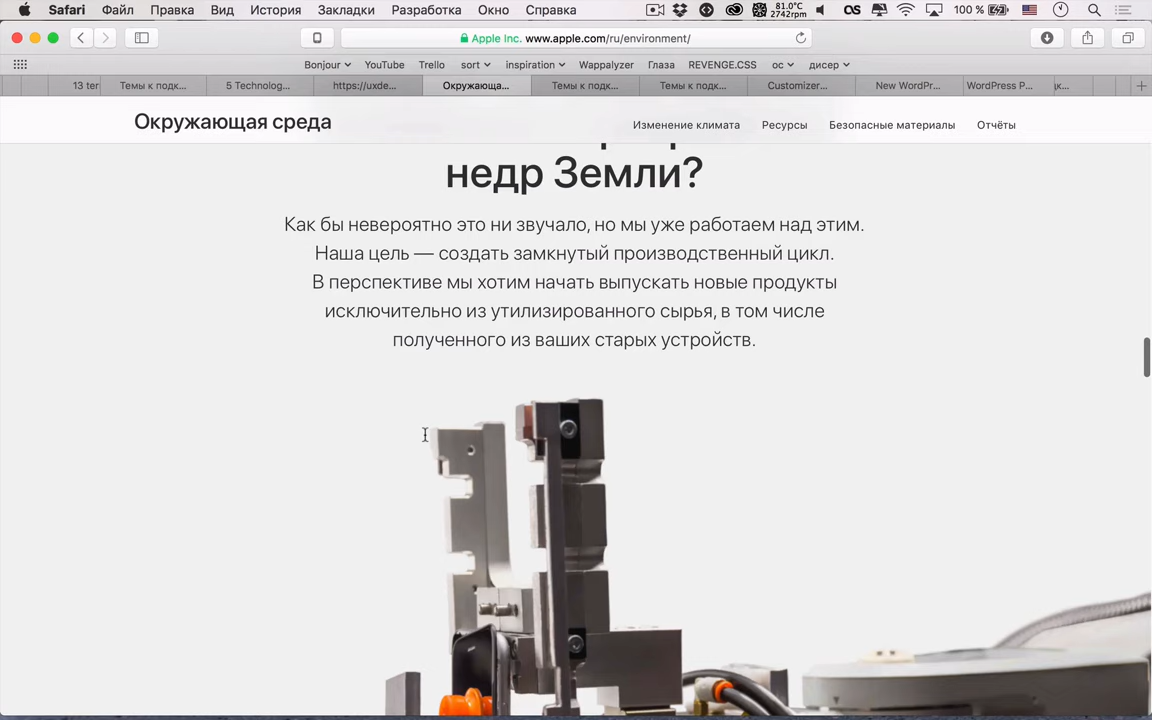 Safari Файл Правка Вид История Закладки Разработка Окно Справка 81.0°C 2742rpm 100 %
Apple Inc. www.apple.com/ru/environment/
Bonjour YouTube Trello sort inspiration Wappalyzer Глаза REVENGE.CSS ос дисер
13 ter Темы к подк... 5 Technolog... https://uxde... Окружающа... Темы к подк... Темы к подк... Customizer... New WordPr... WordPress P...
Окружающая среда Изменение климата Ресурсы Безопасные материалы Отчёты
недр Земли?
Как бы невероятно это ни звучало, но мы уже работаем над этим.
Наша цель — создать замкнутый производственный цикл.
В перспективе мы хотим начать выпускать новые продукты
исключительно из утилизированного сырья, в том числе
полученного из ваших старых устройств.